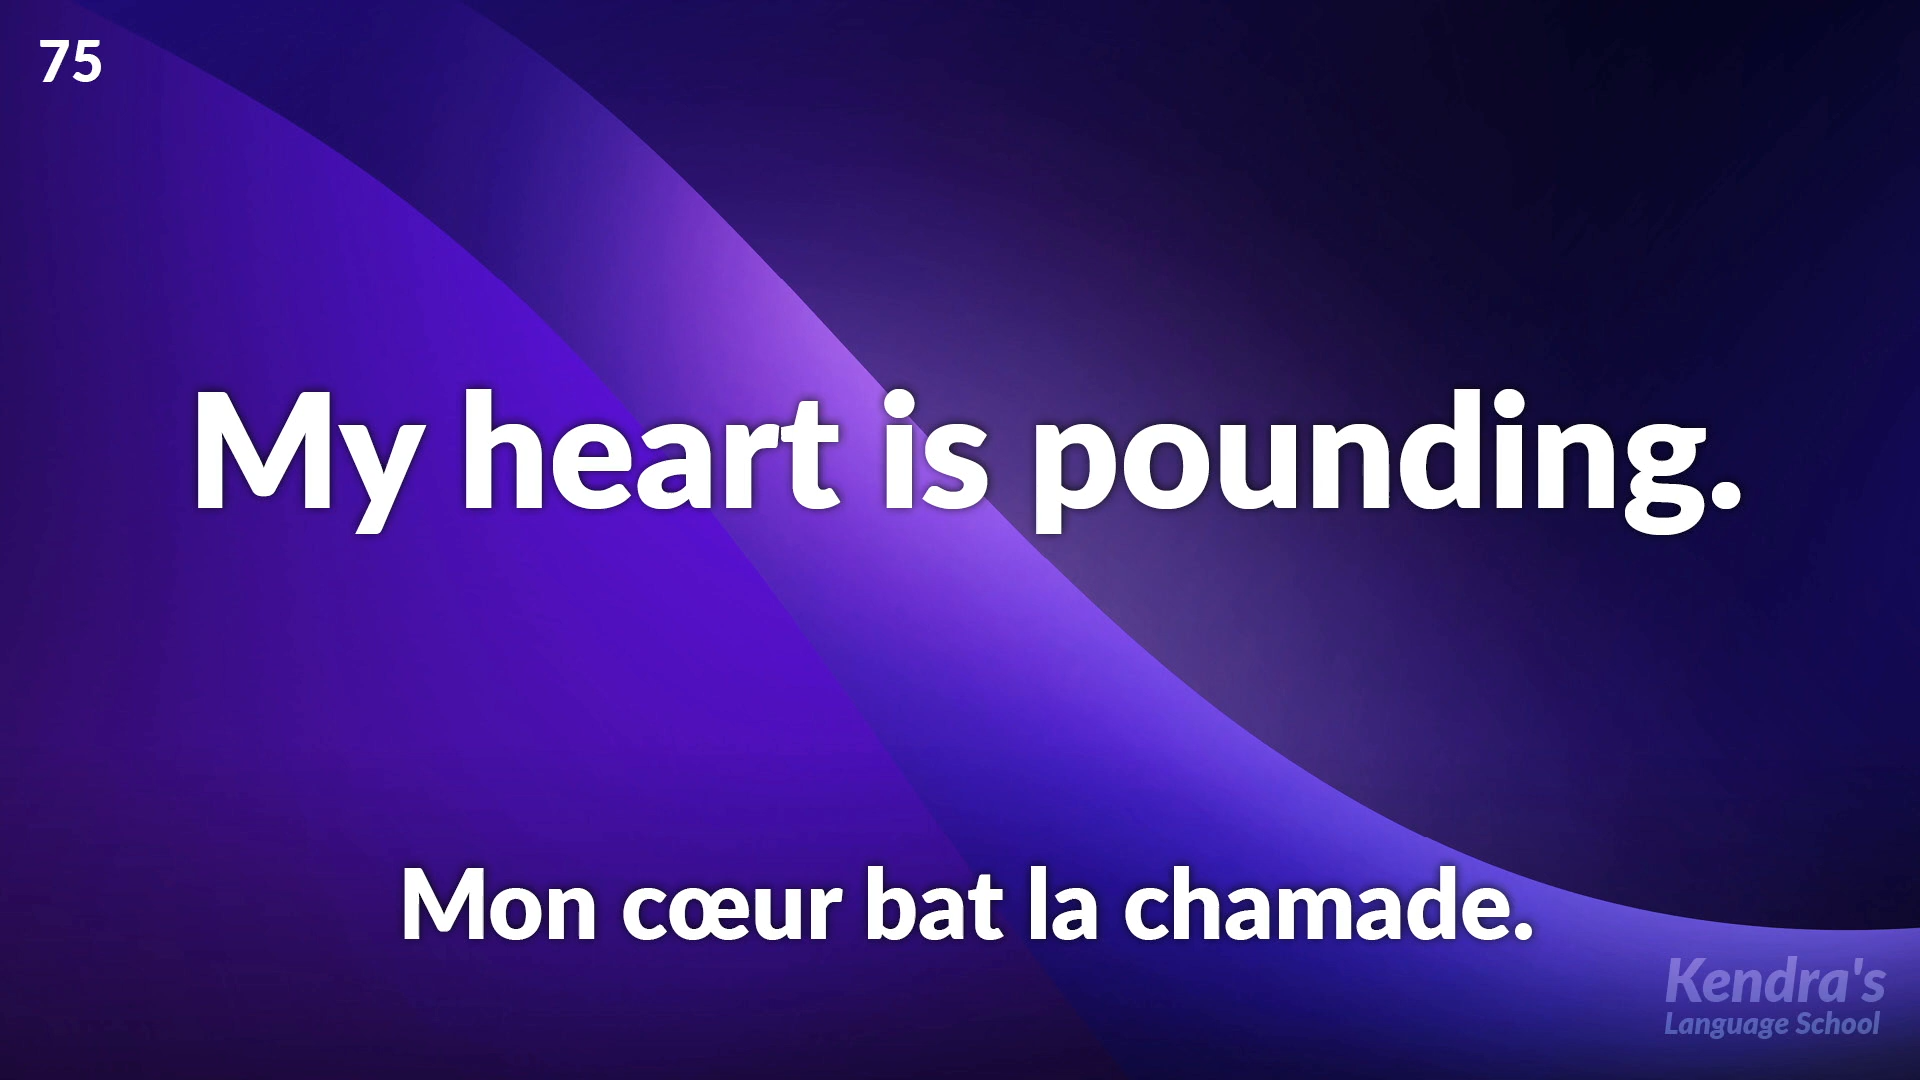 75
My heart is pounding.
Mon cœur bat la chamade.
Kendra's
Language School